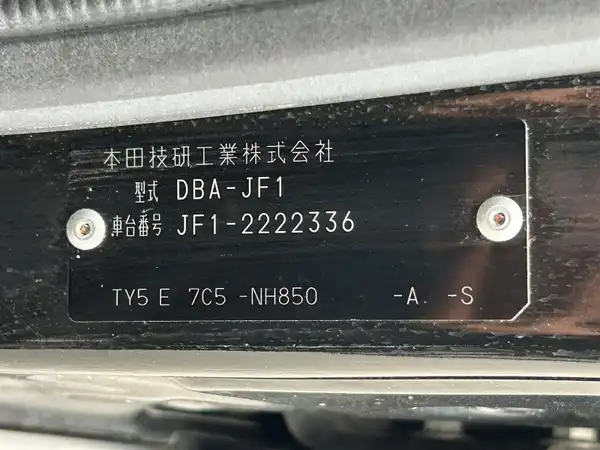 本田技研工業株式会社
型式 DBA-JF1
車台番号 JF1-2222336
TY5 E 7C5 -NH850 -A -S